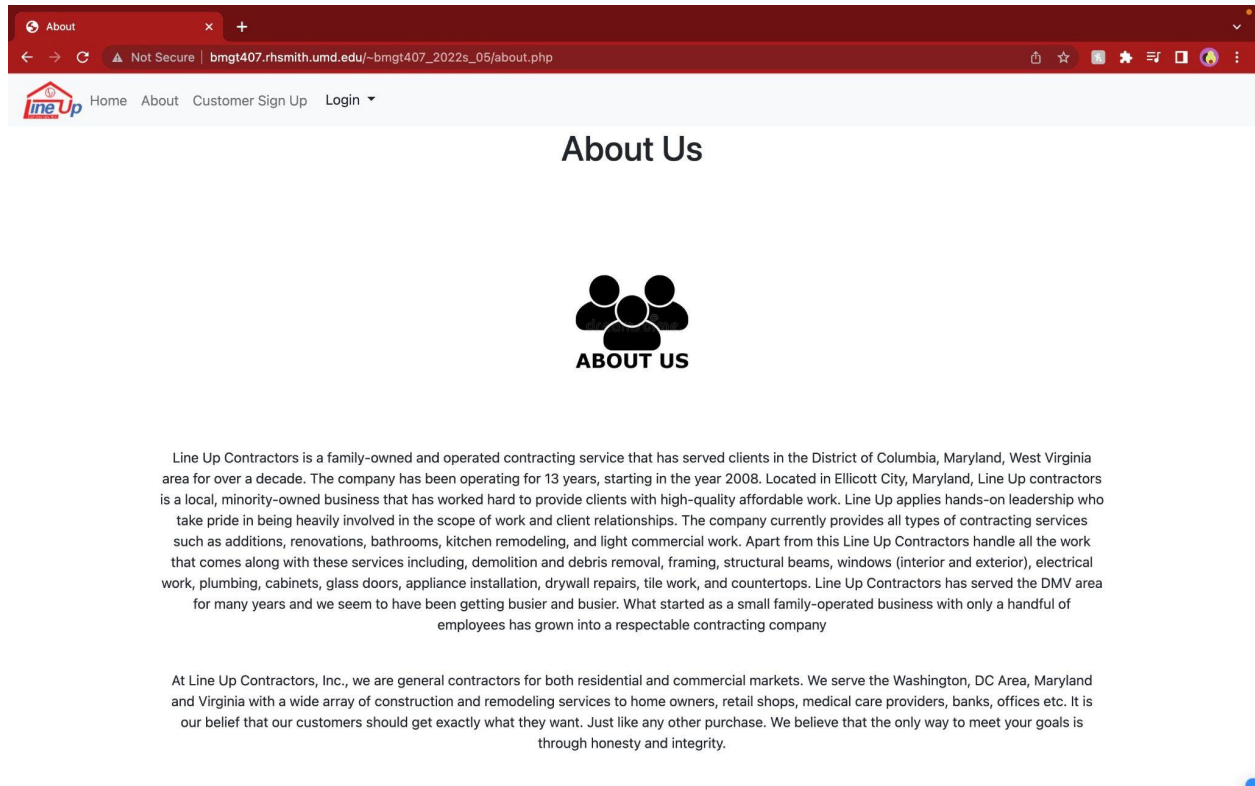 About
Not Secure | bmgt407.rhsmith.umd.edu/~bmgt407_2022s_05/about.php
Line Up Home About Customer Sign Up Login
About Us
ABOUT US
Line Up Contractors is a family-owned and operated contracting service that has served clients in the District of Columbia, Maryland, West Virginia
area for over a decade. The company has been operating for 13 years, starting in the year 2008. Located in Ellicott City, Maryland, Line Up contractors
is a local, minority-owned business that has worked hard to provide clients with high-quality affordable work. Line Up applies hands-on leadership who
take pride in being heavily involved in the scope of work and client relationships. The company currently provides all types of contracting services
such as additions, renovations, bathrooms, kitchen remodeling, and light commercial work. Apart from this Line Up Contractors handle all the work
that comes along with these services including, demolition and debris removal, framing, structural beams, windows (interior and exterior), electrical
work, plumbing, cabinets, glass doors, appliance installation, drywall repairs, tile work, and countertops. Line Up Contractors has served the DMV area
for many years and we seem to have been getting busier and busier. What started as a small family-operated business with only a handful of
employees has grown into a respectable contracting company
At Line Up Contractors, Inc., we are general contractors for both residential and commercial markets. We serve the Washington, DC Area, Maryland
and Virginia with a wide array of construction and remodeling services to home owners, retail shops, medical care providers, banks, offices etc. It is
our belief that our customers should get exactly what they want. Just like any other purchase. We believe that the only way to meet your goals is
through honesty and integrity.